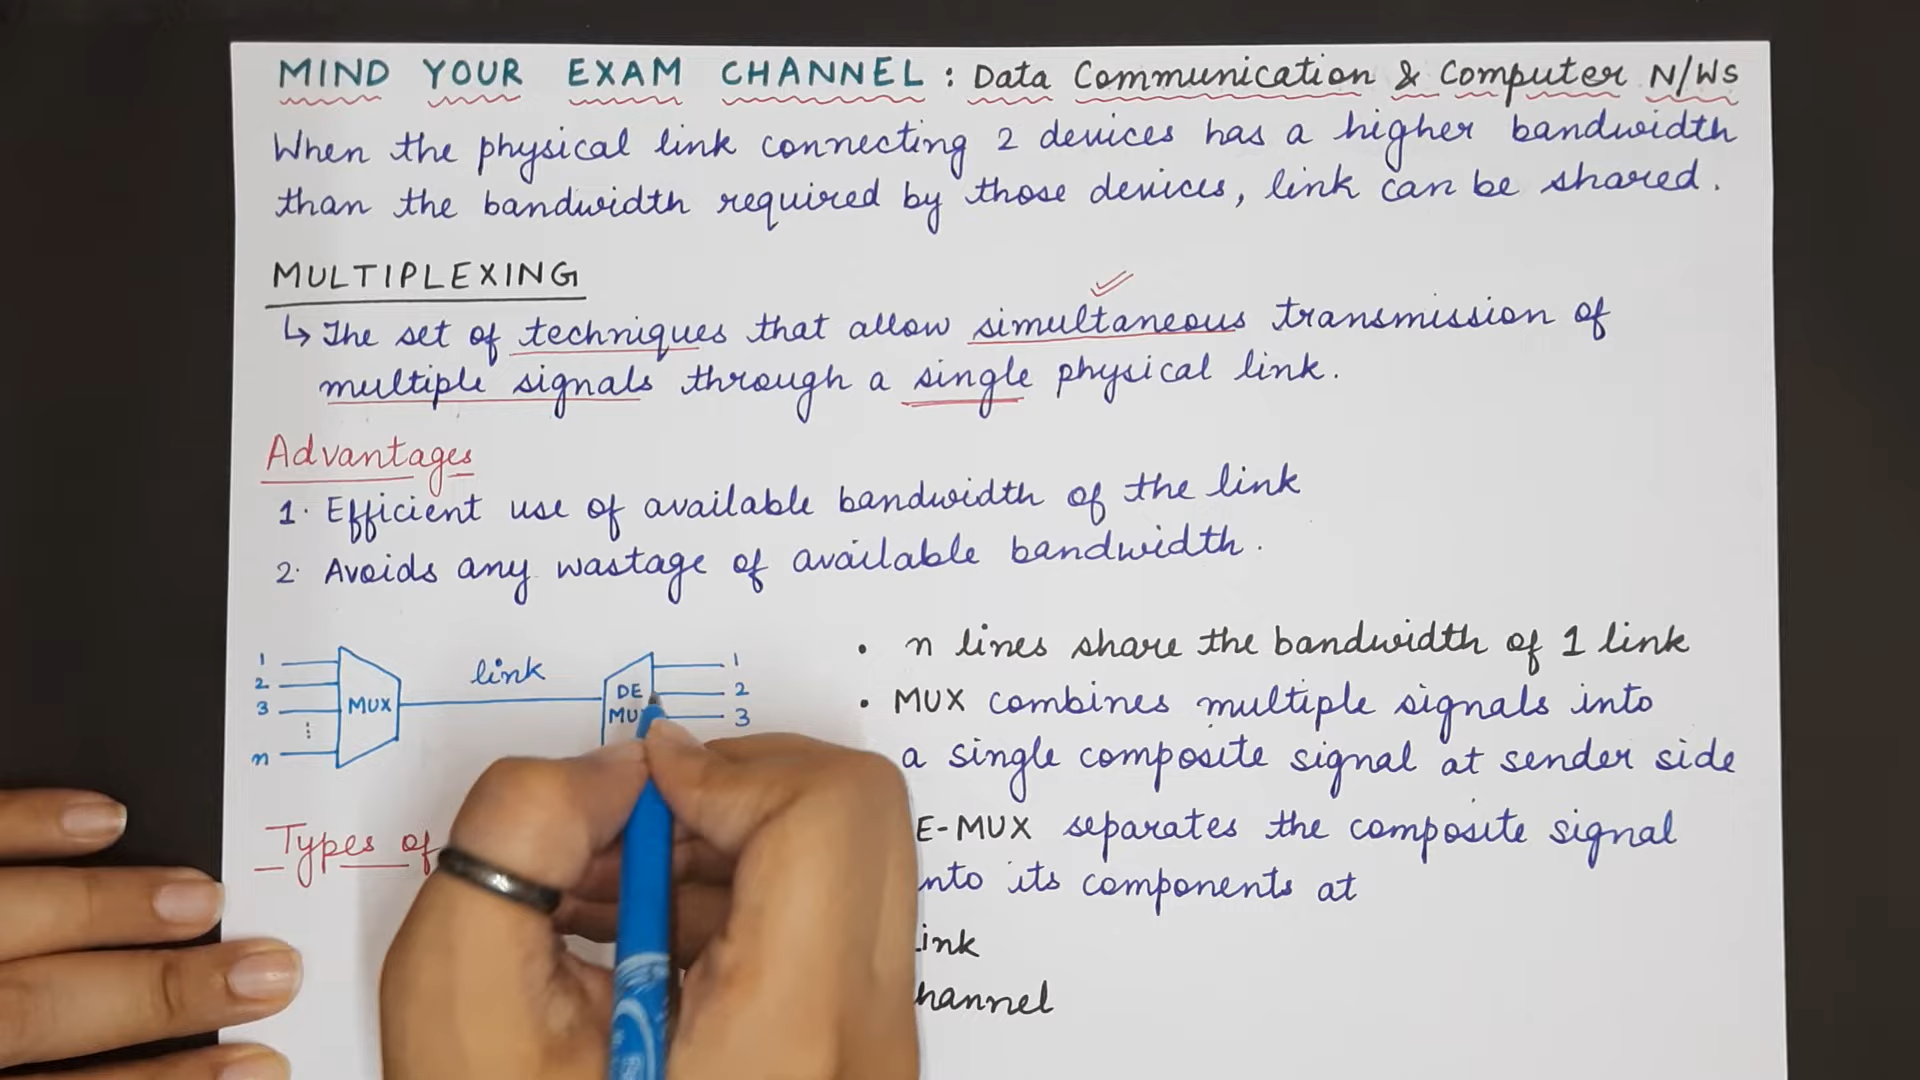 MIND YOUR EXAM CHANNEL : Data Communication & Computer N/Ws
When the physical link connecting 2 devices has a higher bandwidth
than the bandwidth required by those devices, link can be shared.
MULTIPLEXING
↳ The set of techniques that allow simultaneous transmission of
multiple signals through a single physical link.
Advantages
1. Efficient use of available bandwidth of the link
2. Avoids any wastage of available bandwidth.
1
2
3
n
MUX
link
DE
MUX
1
2
3
• n lines share the bandwidth of 1 link
• MUX combines multiple signals into
a single composite signal at sender side
E-MUX separates the composite signal
into its components at
Link
hannel
Types of